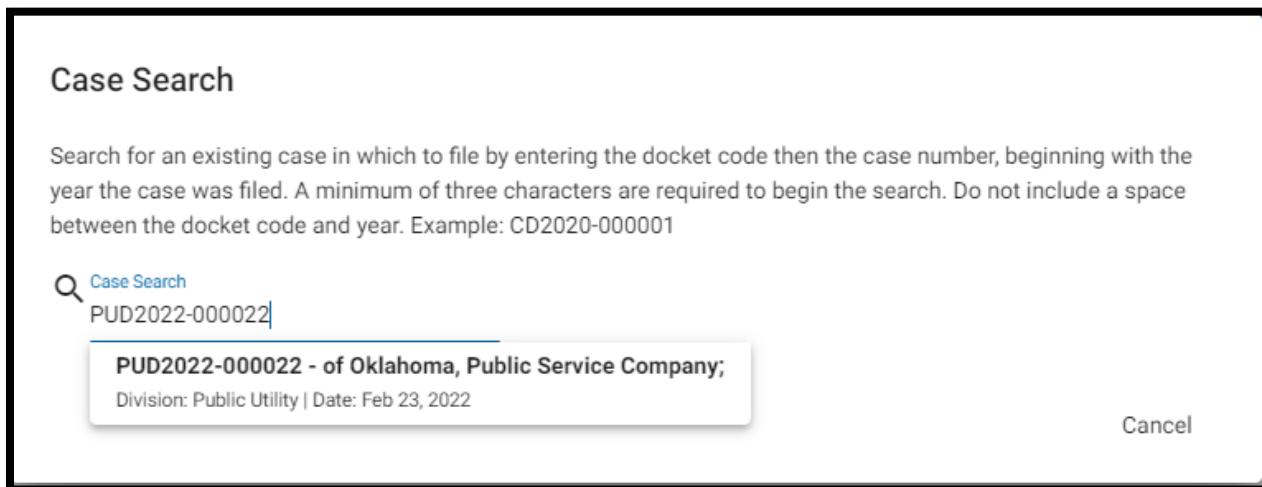 Case Search
Search for an existing case in which to file by entering the docket code then the case number, beginning with the
year the case was filed. A minimum of three characters are required to begin the search. Do not include a space
between the docket code and year. Example: CD2020-000001
Case Search
PUD2022-000022
PUD2022-000022 - of Oklahoma, Public Service Company;
Division: Public Utility | Date: Feb 23, 2022
Cancel